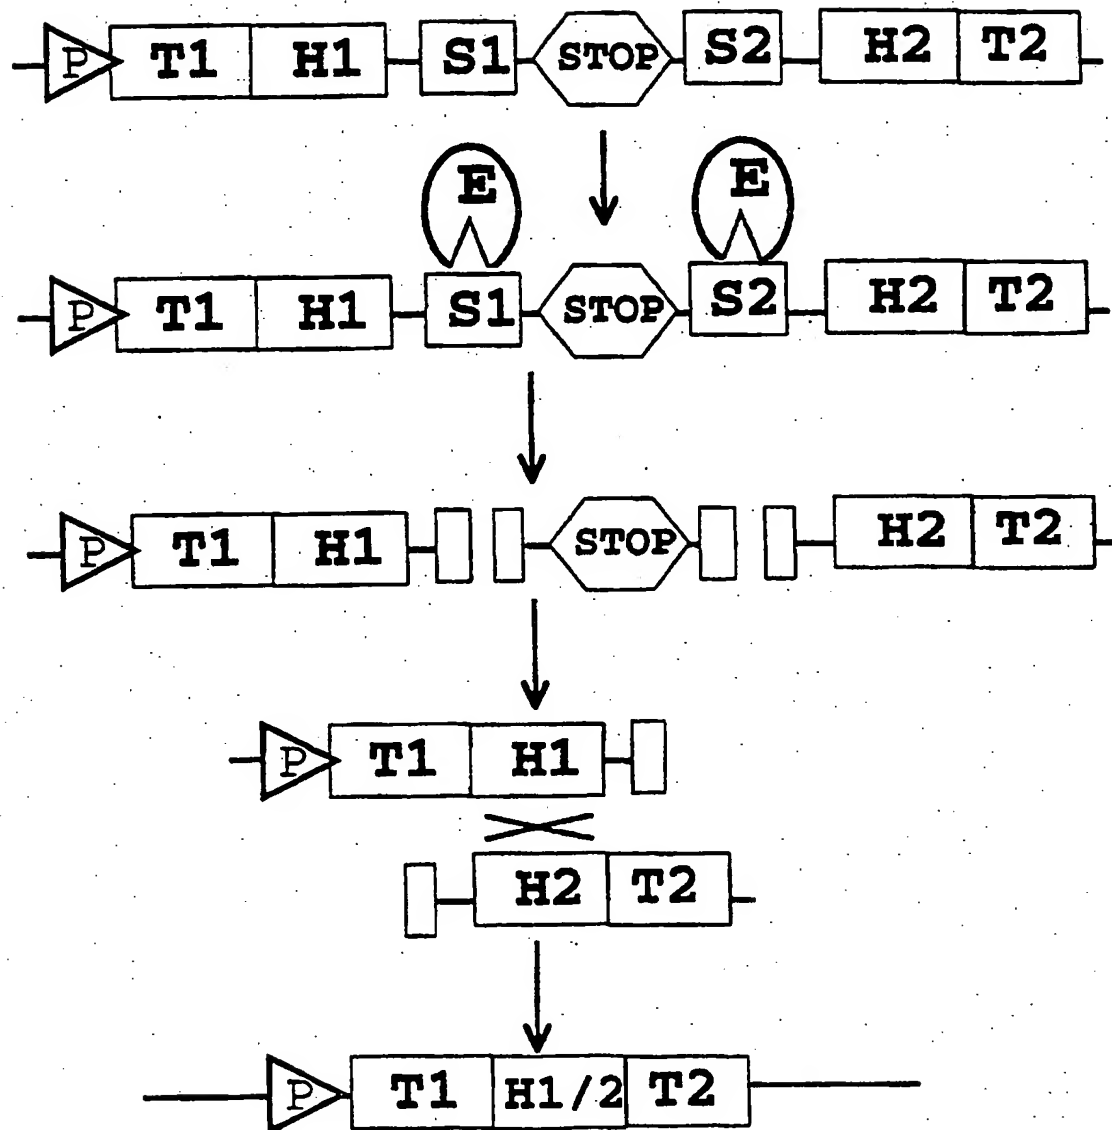 P T1 H1 S1 STOP S2 H2 T2
E E
P T1 H1 S1 STOP S2 H2 T2
P T1 H1 STOP H2 T2
P T1 H1
H2 T2
P T1 H1/2 T2